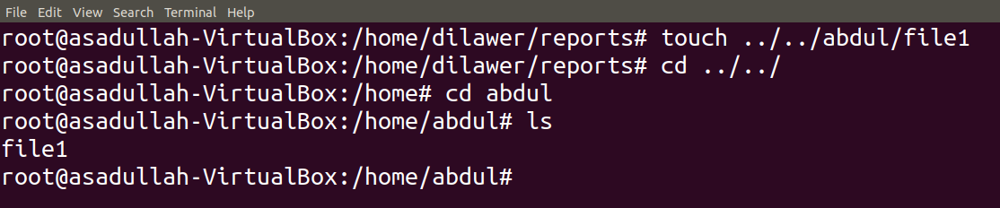 File Edit View Search Terminal Help
root@asadullah-VirtualBox:/home/dilawer/reports# touch ../../abdul/file1
root@asadullah-VirtualBox:/home/dilawer/reports# cd ../../
root@asadullah-VirtualBox:/home# cd abdul
root@asadullah-VirtualBox:/home/abdul# ls
file1
root@asadullah-VirtualBox:/home/abdul#